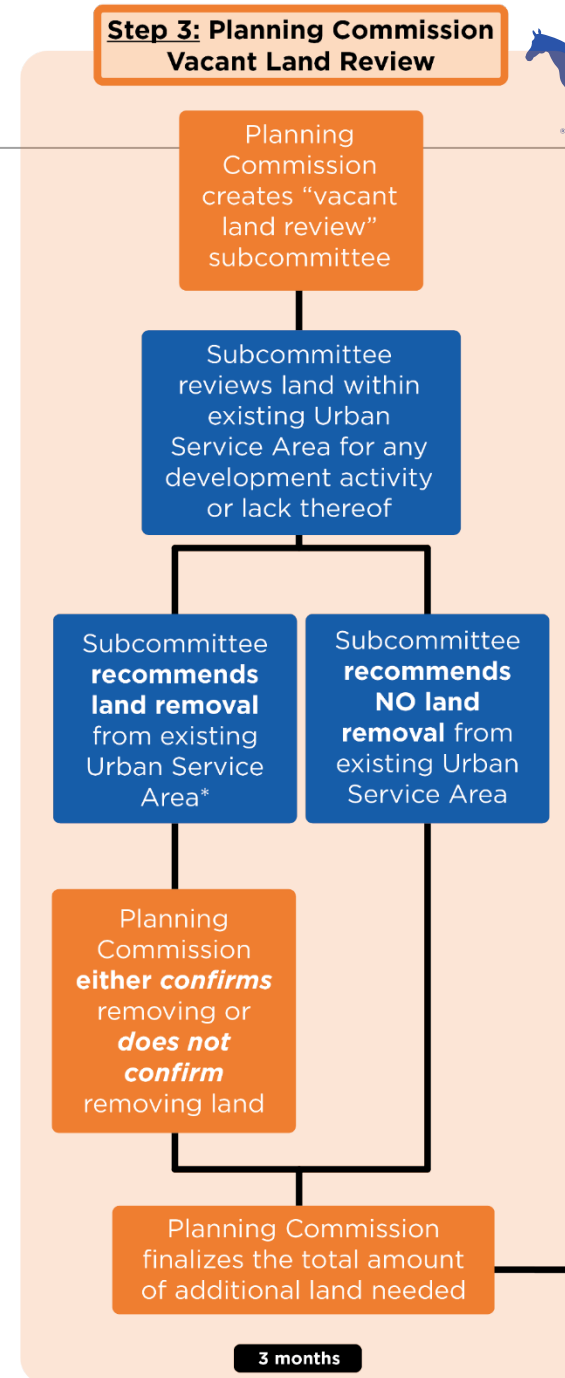 Step 3: Planning Commission
Vacant Land Review
®
Planning
Commission
creates “vacant
land review”
subcommittee
Subcommittee
reviews land within
existing Urban
Service Area for any
development activity
or lack thereof
Subcommittee
recommends
land removal
from existing
Urban Service
Area*
Subcommittee
recommends
NO land
removal from
existing Urban
Service Area
Planning
Commission
either confirms
removing or
does not
confirm
removing land
Planning Commission
finalizes the total amount
of additional land needed
3 months